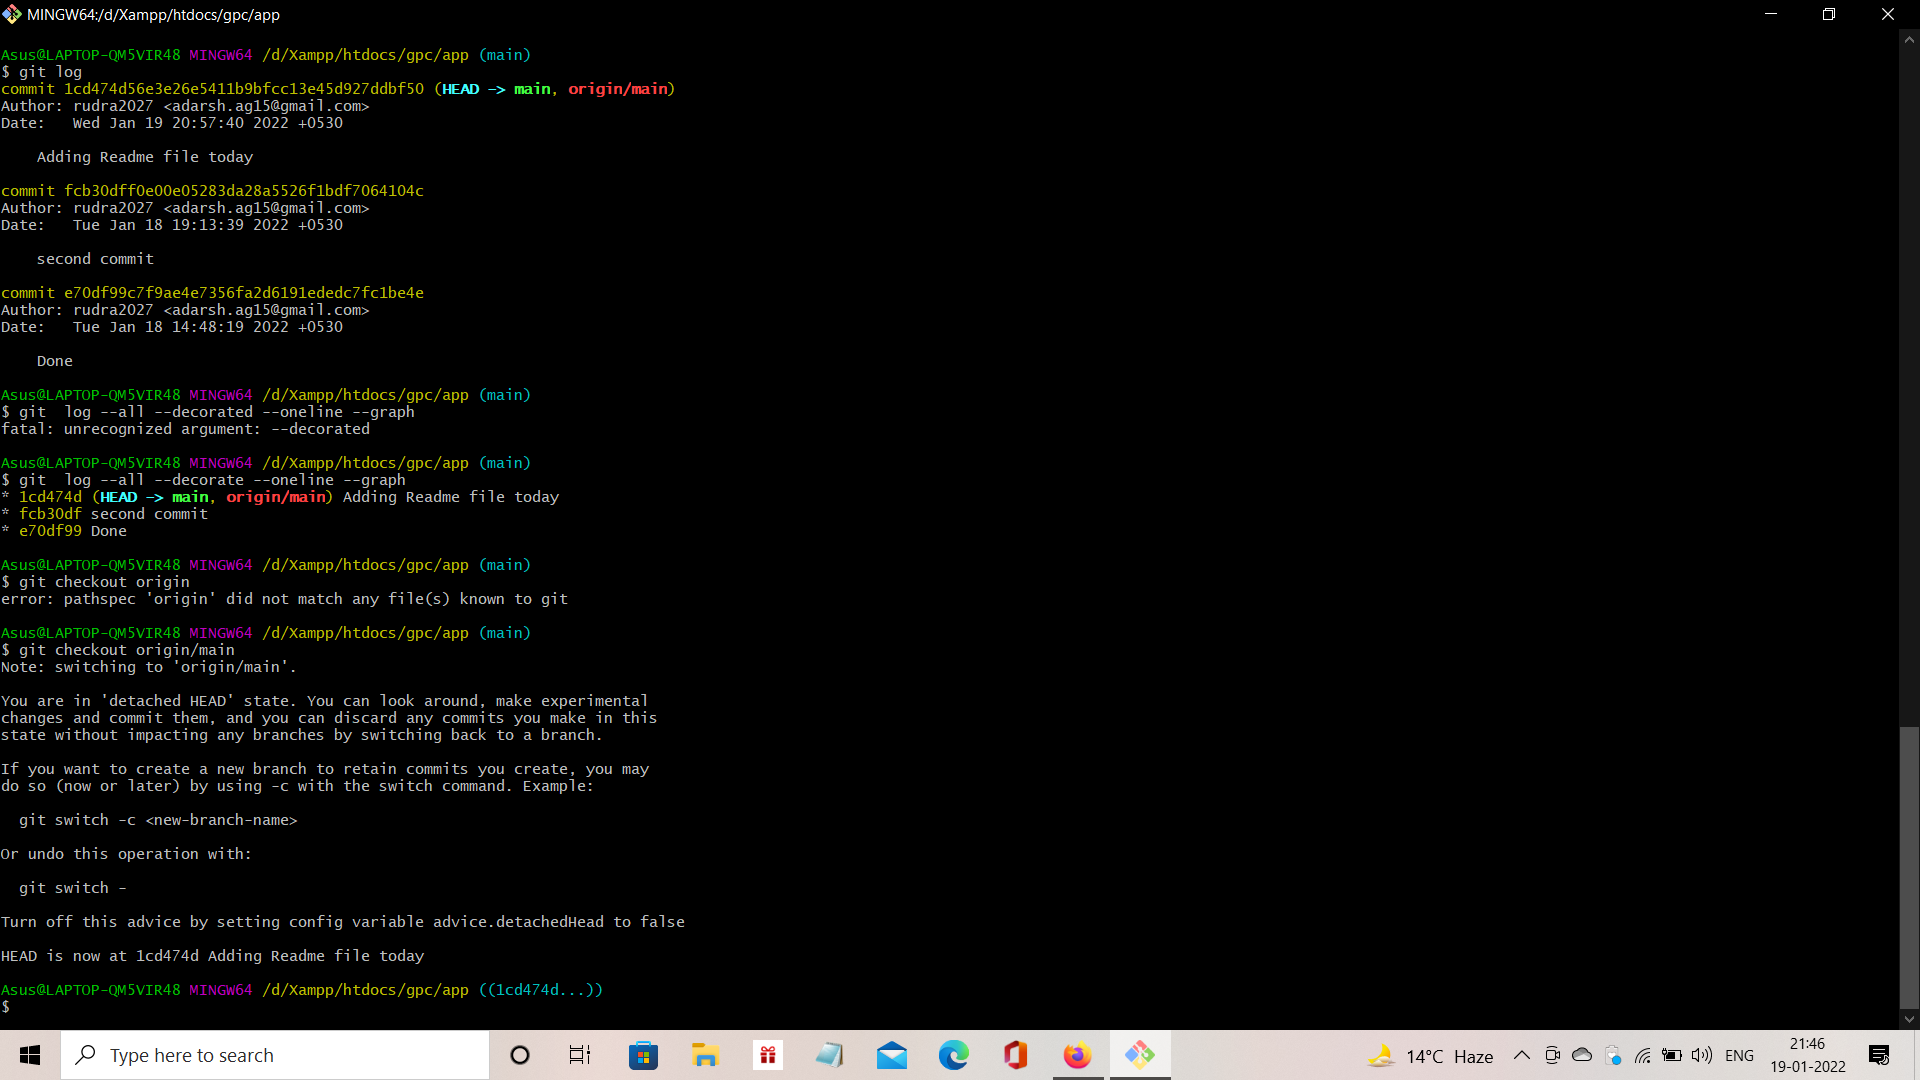 MINGW64:/d/Xampp/htdocs/gpc/app
Asus@LAPTOP-QM5VIR48 MINGW64 /d/Xampp/htdocs/gpc/app (main)
$ git log
commit 1cd474d56e3e26e5411b9bfcc13e45d927ddbf50 (HEAD -> main, origin/main)
Author: rudra2027 <adarsh.ag15@gmail.com>
Date:   Wed Jan 19 20:57:40 2022 +0530
    Adding Readme file today
commit fcb30dff0e00e05283da28a5526f1bdf7064104c
Author: rudra2027 <adarsh.ag15@gmail.com>
Date:   Tue Jan 18 19:13:39 2022 +0530
    second commit
commit e70df99c7f9ae4e7356fa2d6191ededc7fc1be4e
Author: rudra2027 <adarsh.ag15@gmail.com>
Date:   Tue Jan 18 14:48:19 2022 +0530
    Done
Asus@LAPTOP-QM5VIR48 MINGW64 /d/Xampp/htdocs/gpc/app (main)
$ git  log --all --decorated --oneline --graph
fatal: unrecognized argument: --decorated
Asus@LAPTOP-QM5VIR48 MINGW64 /d/Xampp/htdocs/gpc/app (main)
$ git  log --all --decorate --oneline --graph
* 1cd474d (HEAD -> main, origin/main) Adding Readme file today
* fcb30df second commit
* e70df99 Done
Asus@LAPTOP-QM5VIR48 MINGW64 /d/Xampp/htdocs/gpc/app (main)
$ git checkout origin
error: pathspec 'origin' did not match any file(s) known to git
Asus@LAPTOP-QM5VIR48 MINGW64 /d/Xampp/htdocs/gpc/app (main)
$ git checkout origin/main
Note: switching to 'origin/main'.
You are in 'detached HEAD' state. You can look around, make experimental
changes and commit them, and you can discard any commits you make in this
state without impacting any branches by switching back to a branch.
If you want to create a new branch to retain commits you create, you may
do so (now or later) by using -c with the switch command. Example:
  git switch -c <new-branch-name>
Or undo this operation with:
  git switch -
Turn off this advice by setting config variable advice.detachedHead to false
HEAD is now at 1cd474d Adding Readme file today
Asus@LAPTOP-QM5VIR48 MINGW64 /d/Xampp/htdocs/gpc/app ((1cd474d...))
$
Type here to search
14°C Haze
ENG
21:46
19-01-2022